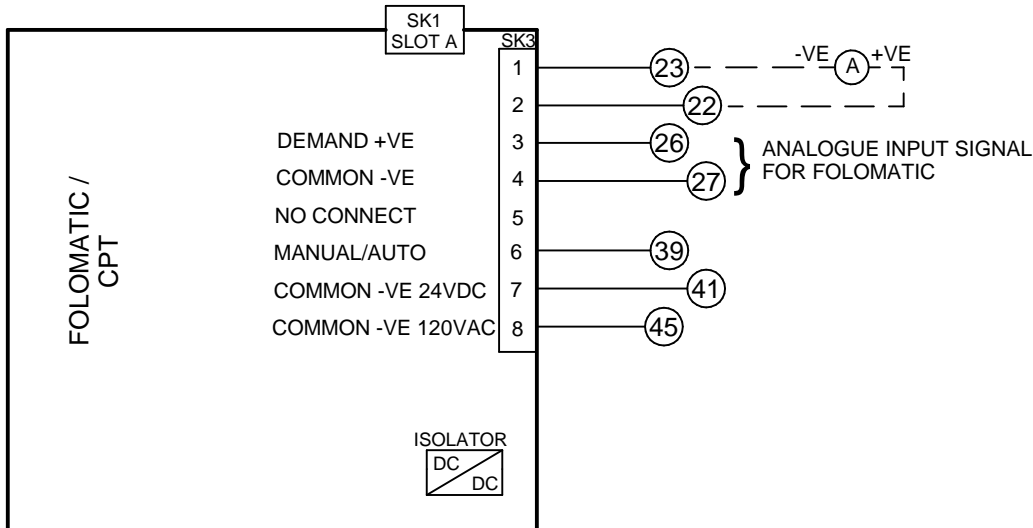 SK1
SLOT A
SK3
1
23
-VE
A
+VE
2
22
DEMAND +VE
3
26
COMMON -VE
4
27
ANALOGUE INPUT SIGNAL
FOR FOLOMATIC
NO CONNECT
5
MANUAL/AUTO
6
39
COMMON -VE 24VDC
7
41
COMMON -VE 120VAC
8
45
FOLOMATIC /
CPT
ISOLATOR
DC
DC